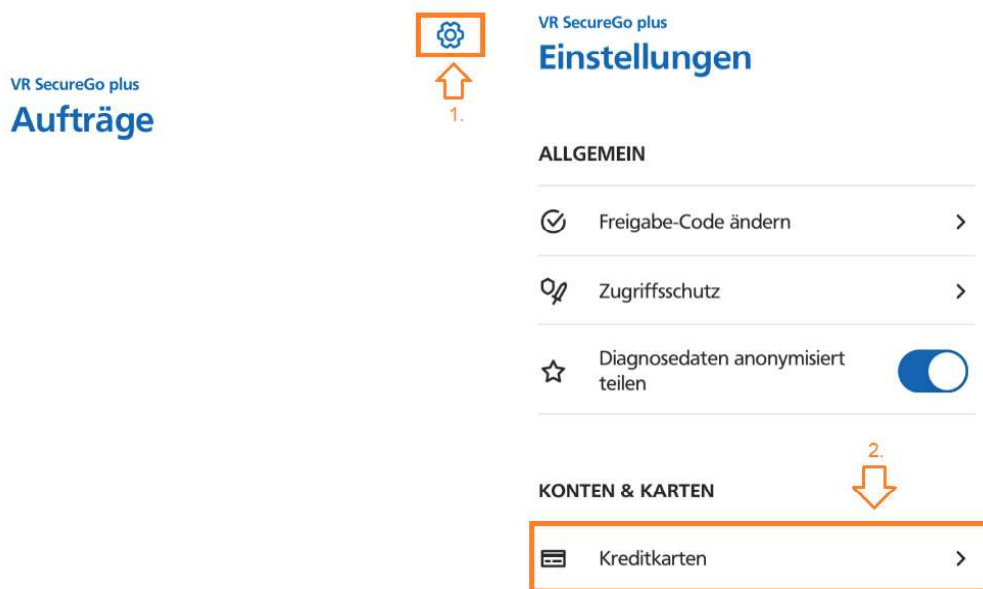 VR SecureGo plus
Aufträge
1.
VR SecureGo plus
Einstellungen
ALLGEMEIN
Freigabe-Code ändern
Zugriffsschutz
Diagnosedaten anonymisiert
teilen
2.
KONTEN & KARTEN
Kreditkarten